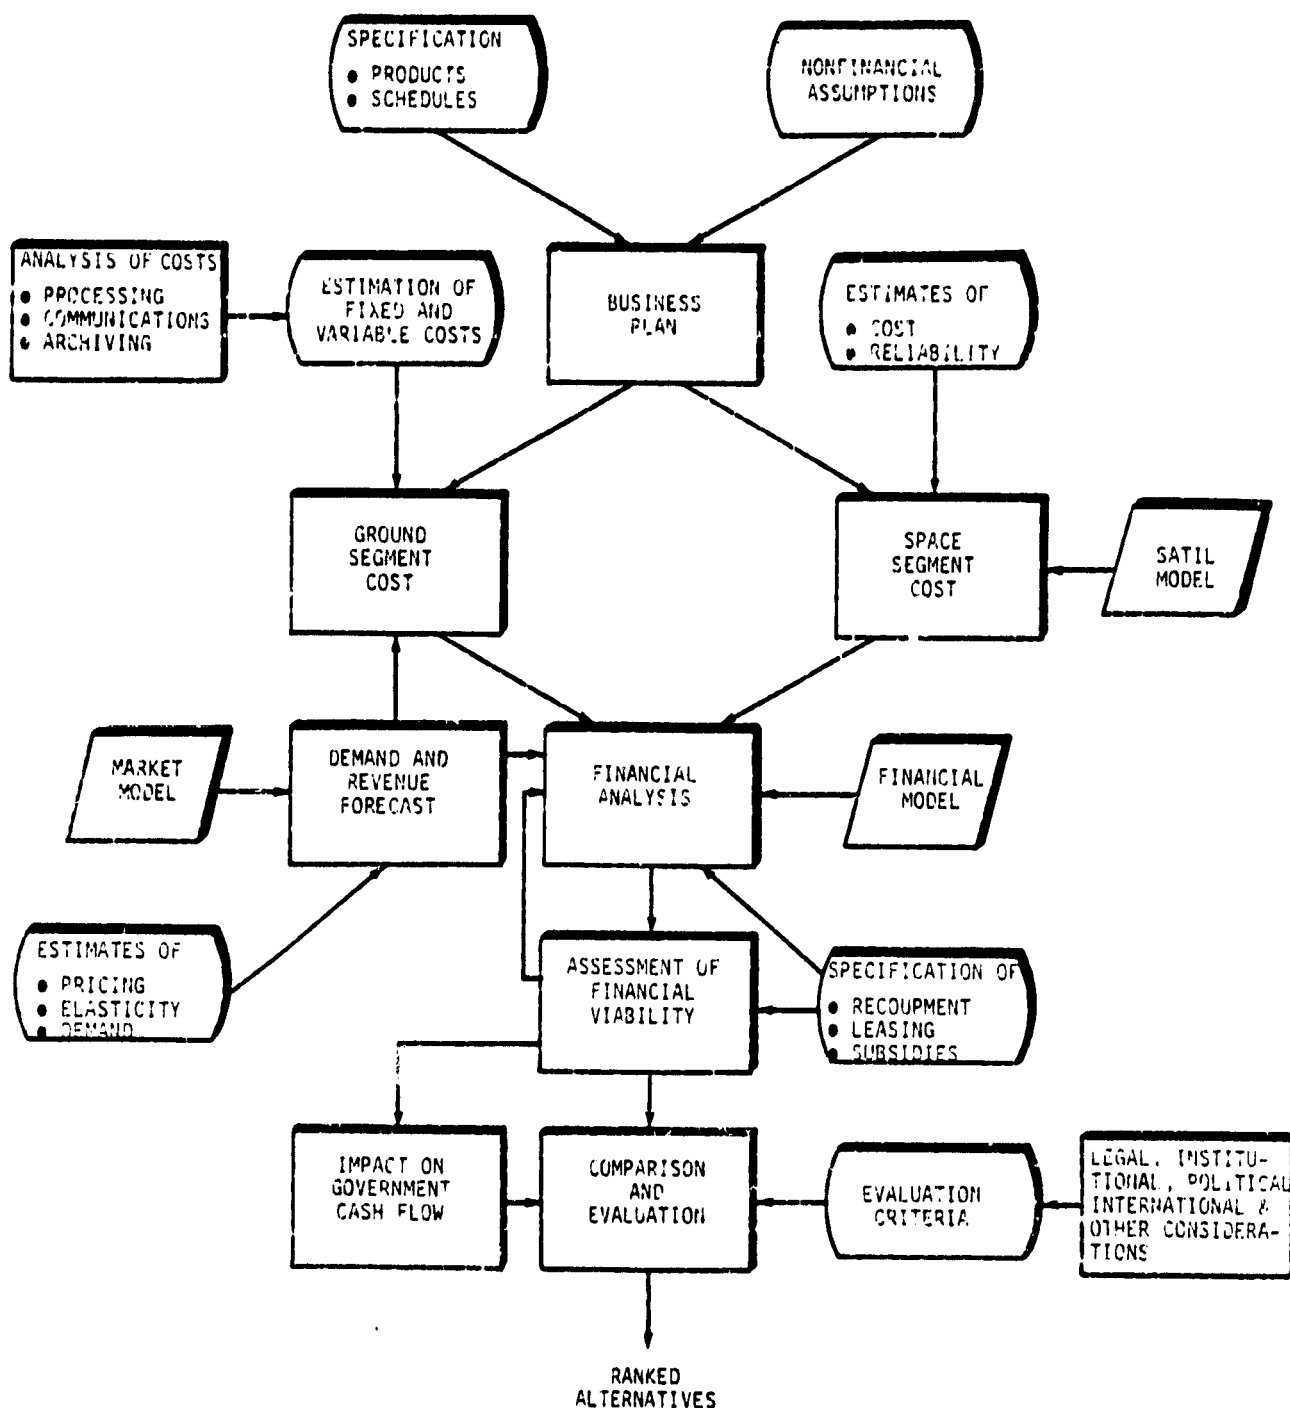 SPECIFICATION
• PRODUCTS
• SCHEDULES
NONFINANCIAL
ASSUMPTIONS
ANALYSIS OF COSTS
• PROCESSING
• COMMUNICATIONS
• ARCHIVING
ESTIMATION OF
FIXED AND
VARIABLE COSTS
BUSINESS
PLAN
ESTIMATES OF
• COST
• RELIABILITY
GROUND
SEGMENT
COST
SPACE
SEGMENT
COST
SATIL
MODEL
MARKET
MODEL
DEMAND AND
REVENUE
FORECAST
FINANCIAL
ANALYSIS
FINANCIAL
MODEL
ESTIMATES OF
• PRICING
• ELASTICITY
• DEMAND
ASSESSMENT OF
FINANCIAL
VIABILITY
SPECIFICATION OF
• RECOUPMENT
• LEASING
• SUBSIDIES
IMPACT ON
GOVERNMENT
CASH FLOW
COMPARISON
AND
EVALUATION
EVALUATION
CRITERIA
LEGAL, INSTITU-
TIONAL, POLITICAL
INTERNATIONAL &
OTHER CONSIDERA-
TIONS
RANKED
ALTERNATIVES